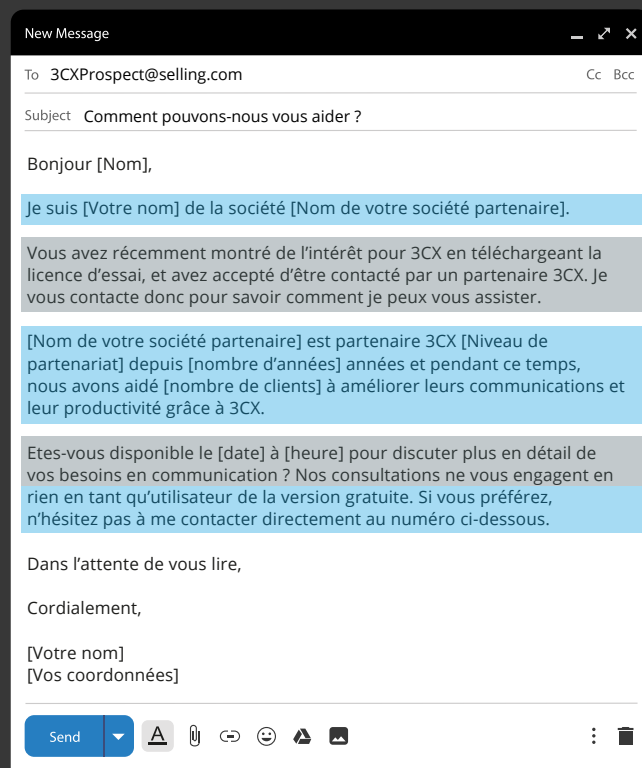 New Message
To 3CXProspect@selling.com Cc Bcc
Subject Comment pouvons-nous vous aider ?
Bonjour [Nom],
Je suis [Votre nom] de la société [Nom de votre société partenaire].
Vous avez récemment montré de l’intérêt pour 3CX en téléchargeant la
licence d’essai, et avez accepté d’être contacté par un partenaire 3CX. Je
vous contacte donc pour savoir comment je peux vous assister.
[Nom de votre société partenaire] est partenaire 3CX [Niveau de
partenariat] depuis [nombre d’années] années et pendant ce temps,
nous avons aidé [nombre de clients] à améliorer leurs communications et
leur productivité grâce à 3CX.
Etes-vous disponible le [date] à [heure] pour discuter plus en détail de
vos besoins en communication ? Nos consultations ne vous engagent en
rien en tant qu’utilisateur de la version gratuite. Si vous préférez,
n’hésitez pas à me contacter directement au numéro ci-dessous.
Dans l’attente de vous lire,
Cordialement,
[Votre nom]
[Vos coordonnées]
Send A